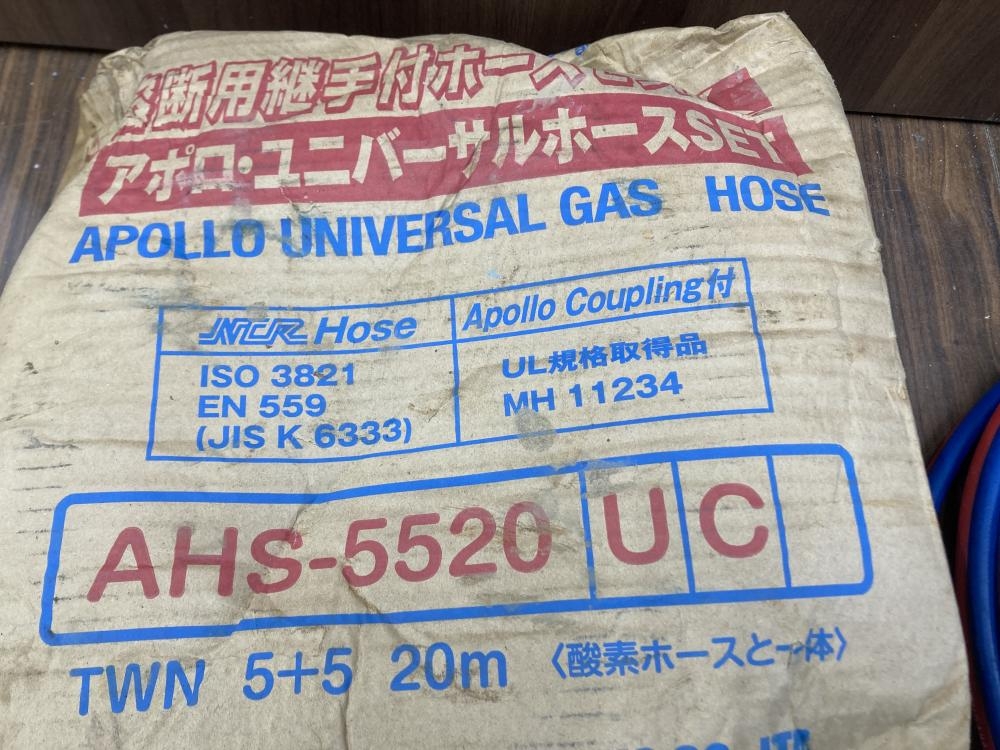 断用継手付ホース
アポロ・ユニバーサルホースSET
APOLLO UNIVERSAL GAS HOSE
NCR Hose
Apollo Coupling付
ISO 3821
EN 559
(JIS K 6333)
UL規格取得品
MH 11234
AHS-5520 U C
TWN 5+5 20m 〈酸素ホースと一体〉